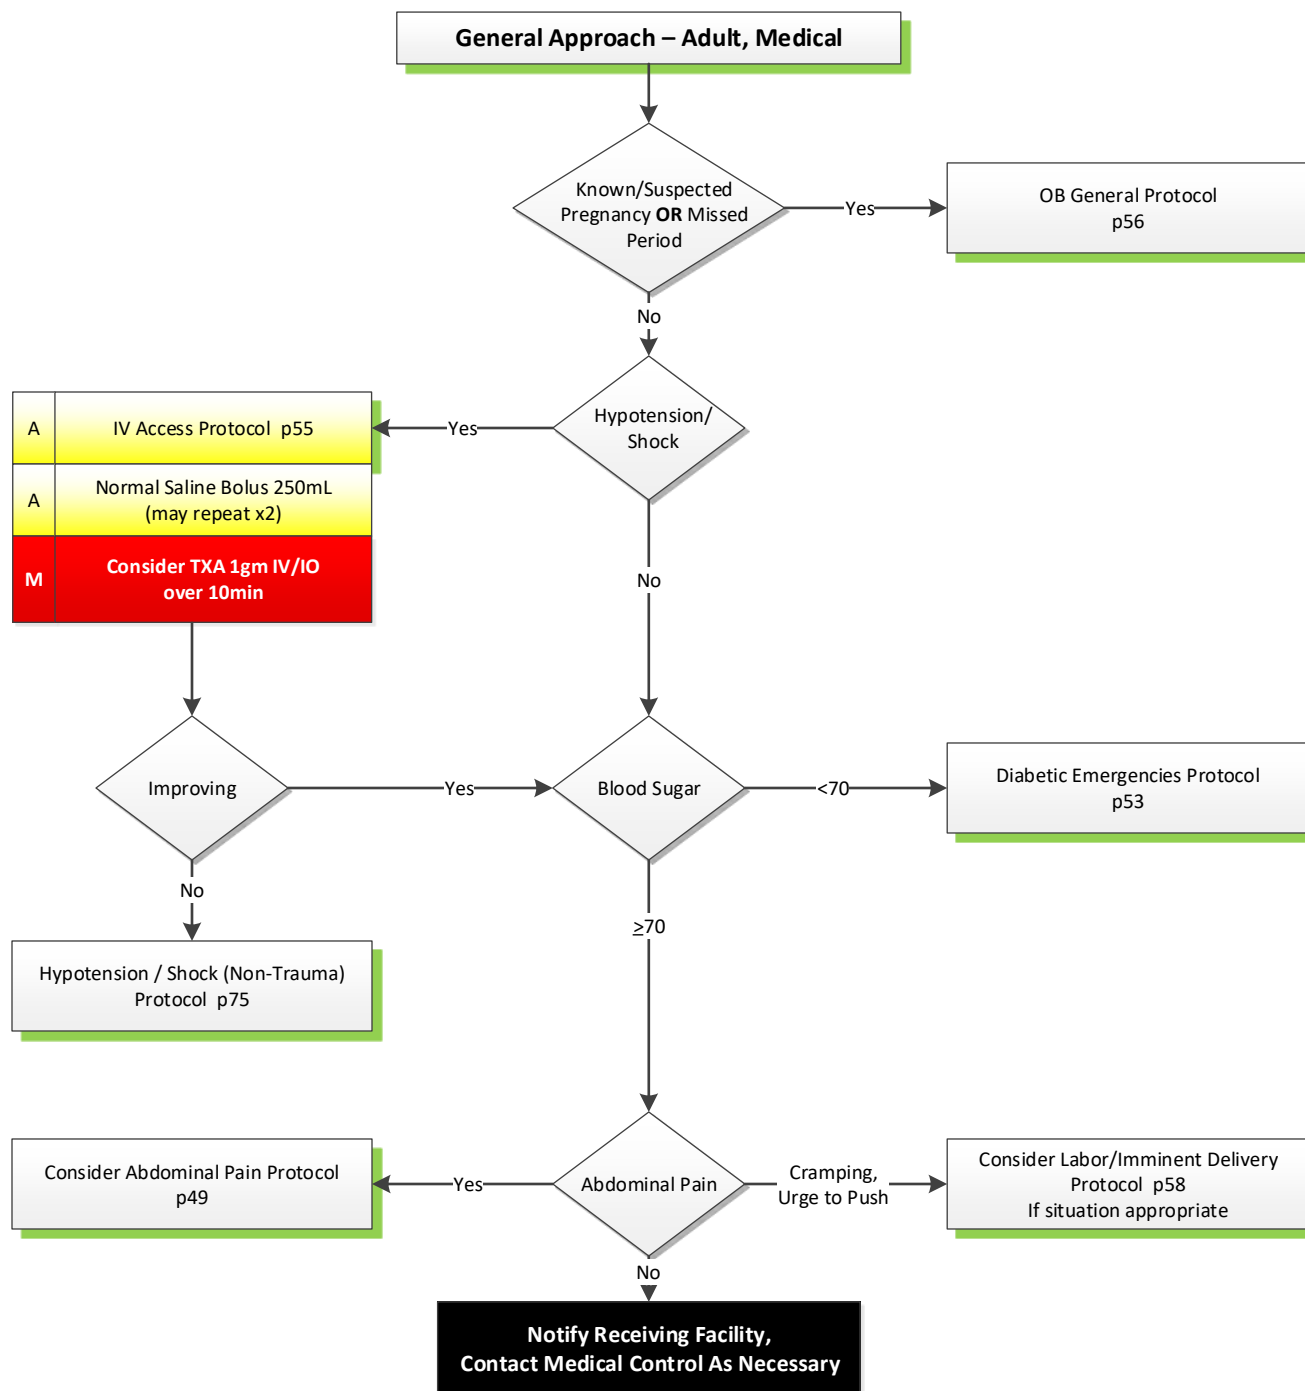 General Approach – Adult, Medical
Known/Suspected
Pregnancy OR Missed
Period
Yes
OB General Protocol
p56
No
Hypotension/
Shock
Yes
A
IV Access Protocol p55
A
Normal Saline Bolus 250mL
(may repeat x2)
M
Consider TXA 1gm IV/IO
over 10min
No
Improving
Yes
Blood Sugar
<70
Diabetic Emergencies Protocol
p53
No
≥70
Hypotension / Shock (Non-Trauma)
Protocol p75
Consider Abdominal Pain Protocol
p49
Yes
Abdominal Pain
Cramping,
Urge to Push
Consider Labor/Imminent Delivery
Protocol p58
If situation appropriate
No
Notify Receiving Facility,
Contact Medical Control As Necessary